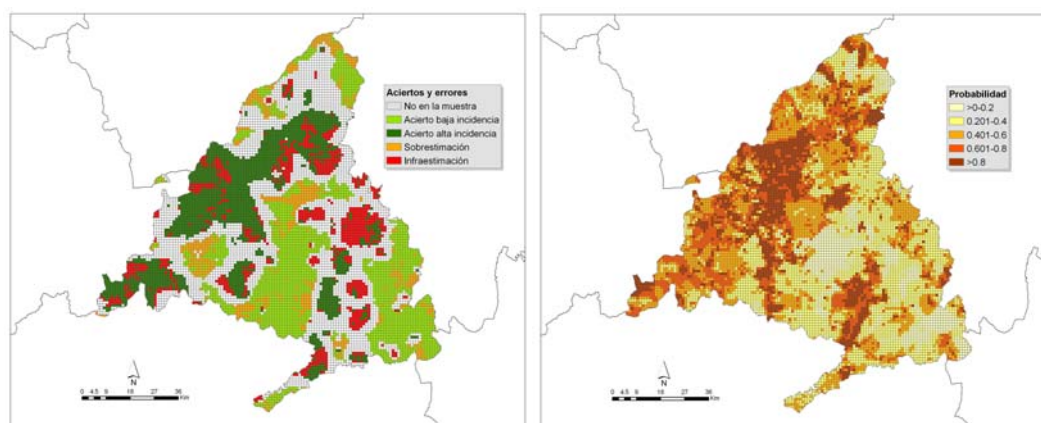 Aciertos y errores
No en la muestra
Acierto baja incidencia
Acierto alta incidencia
Sobrestimación
Infraestimación
N
0 4.5 9 18 27 36
Km
Probabilidad
>0-0.2
0.201-0.4
0.401-0.6
0.601-0.8
>0.8
N
0 4.5 9 18 27 36
Km